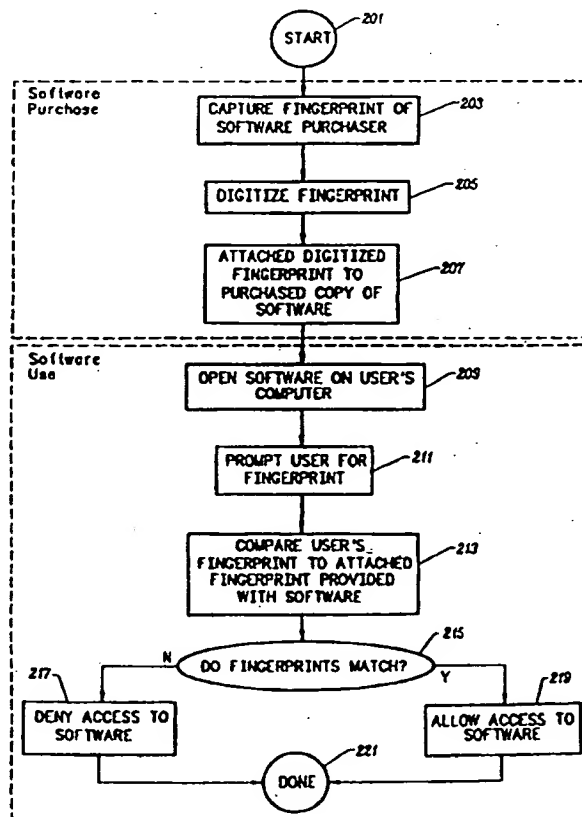 201
START
Software
Purchase
CAPTURE FINGERPRINT OF
SOFTWARE PURCHASER
203
DIGITIZE FINGERPRINT
205
ATTACHED DIGITIZED
FINGERPRINT TO
PURCHASED COPY OF
SOFTWARE
207
Software
Use
OPEN SOFTWARE ON USER'S
COMPUTER
209
PROMPT USER FOR
FINGERPRINT
211
COMPARE USER'S
FINGERPRINT TO ATTACHED
FINGERPRINT PROVIDED
WITH SOFTWARE
213
215
DO FINGERPRINTS MATCH?
N
Y
217
DENY ACCESS TO
SOFTWARE
219
ALLOW ACCESS TO
SOFTWARE
221
DONE